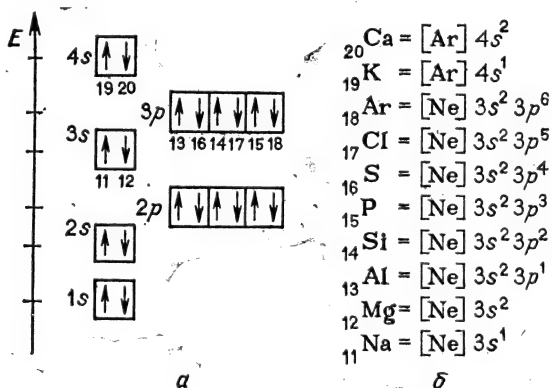 E
4s
19 20
3p
13 16 14 17 15 18
3s
11 12
2p
2s
1s
а
₂₀Ca = [Ar] 4s²
₁₉K = [Ar] 4s¹
₁₈Ar = [Ne] 3s² 3p⁶
₁₇Cl = [Ne] 3s² 3p⁵
₁₆S = [Ne] 3s² 3p⁴
₁₅P = [Ne] 3s² 3p³
₁₄Si = [Ne] 3s² 3p²
₁₃Al = [Ne] 3s² 3p¹
₁₂Mg = [Ne] 3s²
₁₁Na = [Ne] 3s¹
б